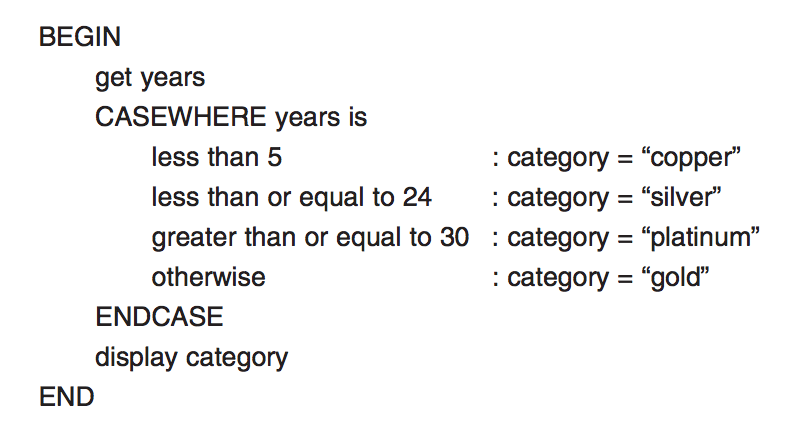 BEGIN
get years
CASEWHERE years is
less than 5 : category = “copper”
less than or equal to 24 : category = “silver”
greater than or equal to 30 : category = “platinum”
otherwise : category = “gold”
ENDCASE
display category
END